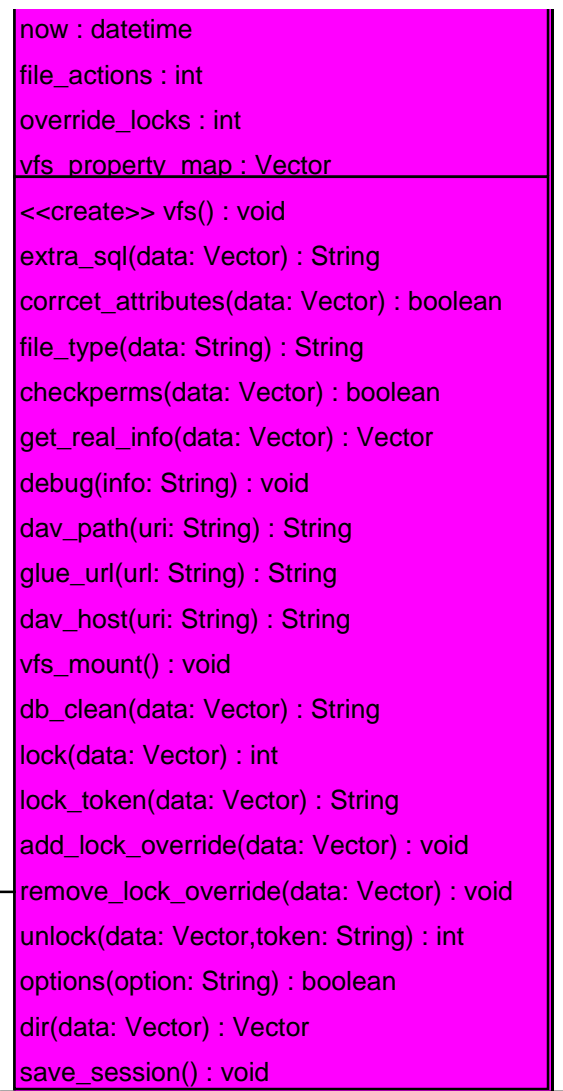 now : datetime
file_actions : int
override_locks : int
vfs_property_map : Vector
<<create>> vfs() : void
extra_sql(data: Vector) : String
corrcet_attributes(data: Vector) : boolean
file_type(data: String) : String
checkperms(data: Vector) : boolean
get_real_info(data: Vector) : Vector
debug(info: String) : void
dav_path(uri: String) : String
glue_url(url: String) : String
dav_host(uri: String) : String
vfs_mount() : void
db_clean(data: Vector) : String
lock(data: Vector) : int
lock_token(data: Vector) : String
add_lock_override(data: Vector) : void
remove_lock_override(data: Vector) : void
unlock(data: Vector,token: String) : int
options(option: String) : boolean
dir(data: Vector) : Vector
save_session() : void